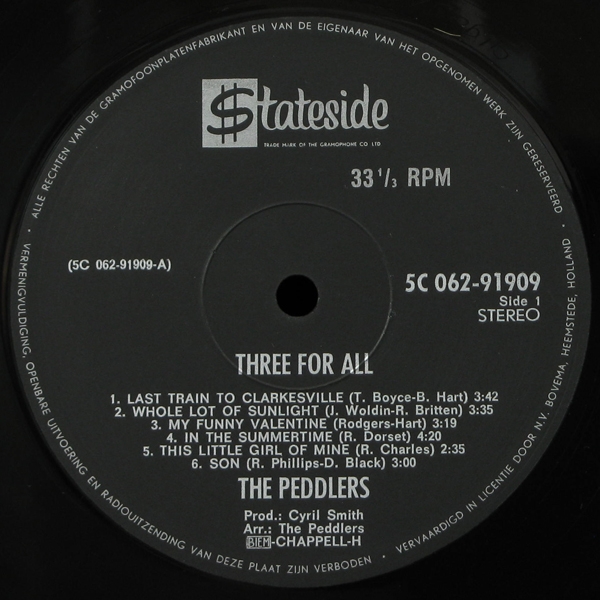 ALLE RECHTEN VAN DE GRAMOFOONPLATENFABRIKANT EN VAN DE EIGENAAR VAN HET OPGENOMEN WERK ZIJN GERESERVEERD
$tateside
TRADE MARK OF THE GRAMOPHONE CO LTD
33 1/3 RPM
(5C 062-91909-A)
5C 062-91909
Side 1
STEREO
THREE FOR ALL
1. LAST TRAIN TO CLARKESVILLE (T. Boyce-B. Hart) 3:42
2. WHOLE LOT OF SUNLIGHT (J. Woldin-R. Britten) 3:35
3. MY FUNNY VALENTINE (Rodgers-Hart) 3:19
4. IN THE SUMMERTIME (R. Dorset) 4:20
5. THIS LITTLE GIRL OF MINE (R. Charles) 2:35
6. SON (R. Phillips-D. Black) 3:00
THE PEDDLERS
Prod.: Cyril Smith
Arr.: The Peddlers
BIEM-CHAPPELL-H
VERMENIGVULDIGING, OPENBARE UITVOERING EN RADIOUITZENDING VAN DEZE PLAAT ZIJN VERBODEN
VERVAARDIGD IN LICENTIE DOOR N.V. BOVEMA, HEEMSTEDE, HOLLAND